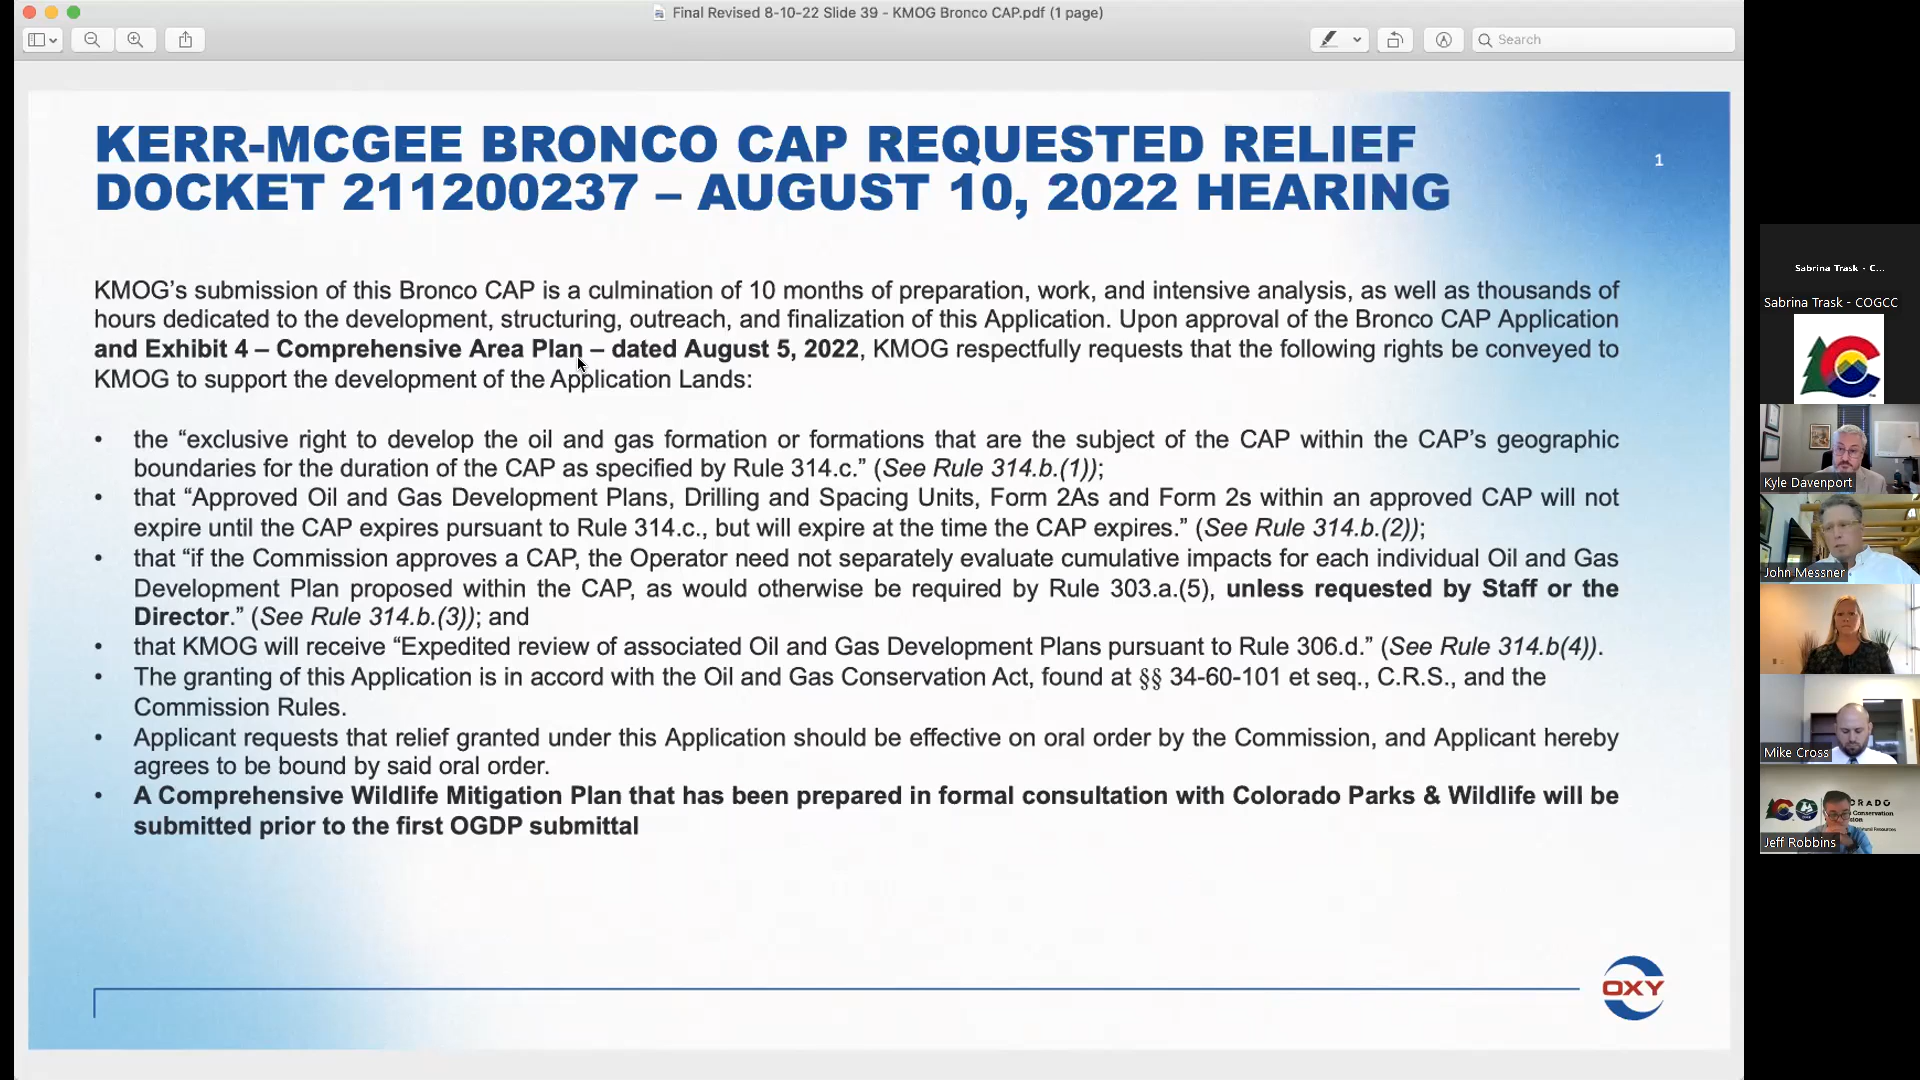 Final Revised 8-10-22 Slide 39 - KMOG Bronco CAP.pdf (1 page)
Search
KERR-MCGEE BRONCO CAP REQUESTED RELIEF
DOCKET 211200237 – AUGUST 10, 2022 HEARING
1
KMOG’s submission of this Bronco CAP is a culmination of 10 months of preparation, work, and intensive analysis, as well as thousands of
hours dedicated to the development, structuring, outreach, and finalization of this Application. Upon approval of the Bronco CAP Application
and Exhibit 4 – Comprehensive Area Plan – dated August 5, 2022, KMOG respectfully requests that the following rights be conveyed to
KMOG to support the development of the Application Lands:
• the “exclusive right to develop the oil and gas formation or formations that are the subject of the CAP within the CAP’s geographic
boundaries for the duration of the CAP as specified by Rule 314.c.” (See Rule 314.b.(1));
• that “Approved Oil and Gas Development Plans, Drilling and Spacing Units, Form 2As and Form 2s within an approved CAP will not
expire until the CAP expires pursuant to Rule 314.c., but will expire at the time the CAP expires.” (See Rule 314.b.(2));
• that “if the Commission approves a CAP, the Operator need not separately evaluate cumulative impacts for each individual Oil and Gas
Development Plan proposed within the CAP, as would otherwise be required by Rule 303.a.(5), unless requested by Staff or the
Director.” (See Rule 314.b.(3)); and
• that KMOG will receive “Expedited review of associated Oil and Gas Development Plans pursuant to Rule 306.d.” (See Rule 314.b(4)).
• The granting of this Application is in accord with the Oil and Gas Conservation Act, found at §§ 34-60-101 et seq., C.R.S., and the
Commission Rules.
• Applicant requests that relief granted under this Application should be effective on oral order by the Commission, and Applicant hereby
agrees to be bound by said oral order.
• A Comprehensive Wildlife Mitigation Plan that has been prepared in formal consultation with Colorado Parks & Wildlife will be
submitted prior to the first OGDP submittal
OXY
Sabrina Trask - C...
Sabrina Trask - COGCC
Kyle Davenport
John Messner
Mike Cross
Jeff Robbins